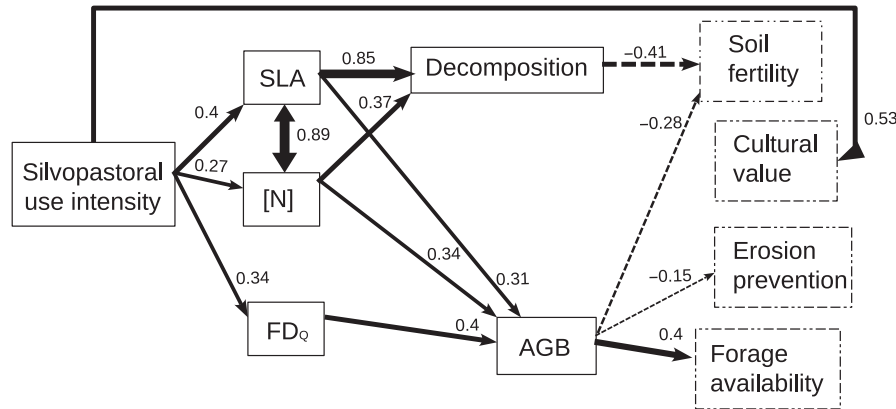 Soil
fertility
SLA
0.85
Decomposition
−0.41
0.4
0.37
−0.28
0.53
0.89
Cultural
value
Silvopastoral
use intensity
0.27
[N]
0.34
Erosion
prevention
0.34
0.31
−0.15
FDQ
0.4
AGB
0.4
Forage
availability